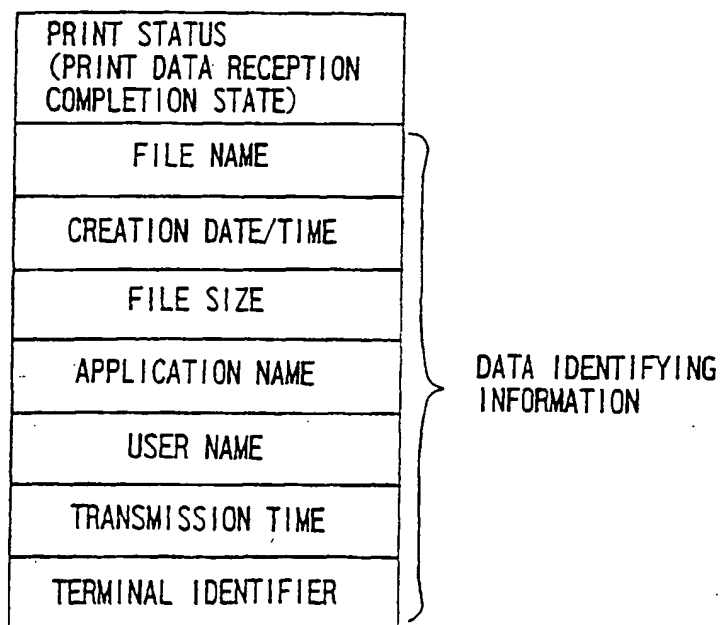 PRINT STATUS
(PRINT DATA RECEPTION
COMPLETION STATE)
FILE NAME
CREATION DATE/TIME
FILE SIZE
APPLICATION NAME
USER NAME
TRANSMISSION TIME
TERMINAL IDENTIFIER
DATA IDENTIFYING
INFORMATION